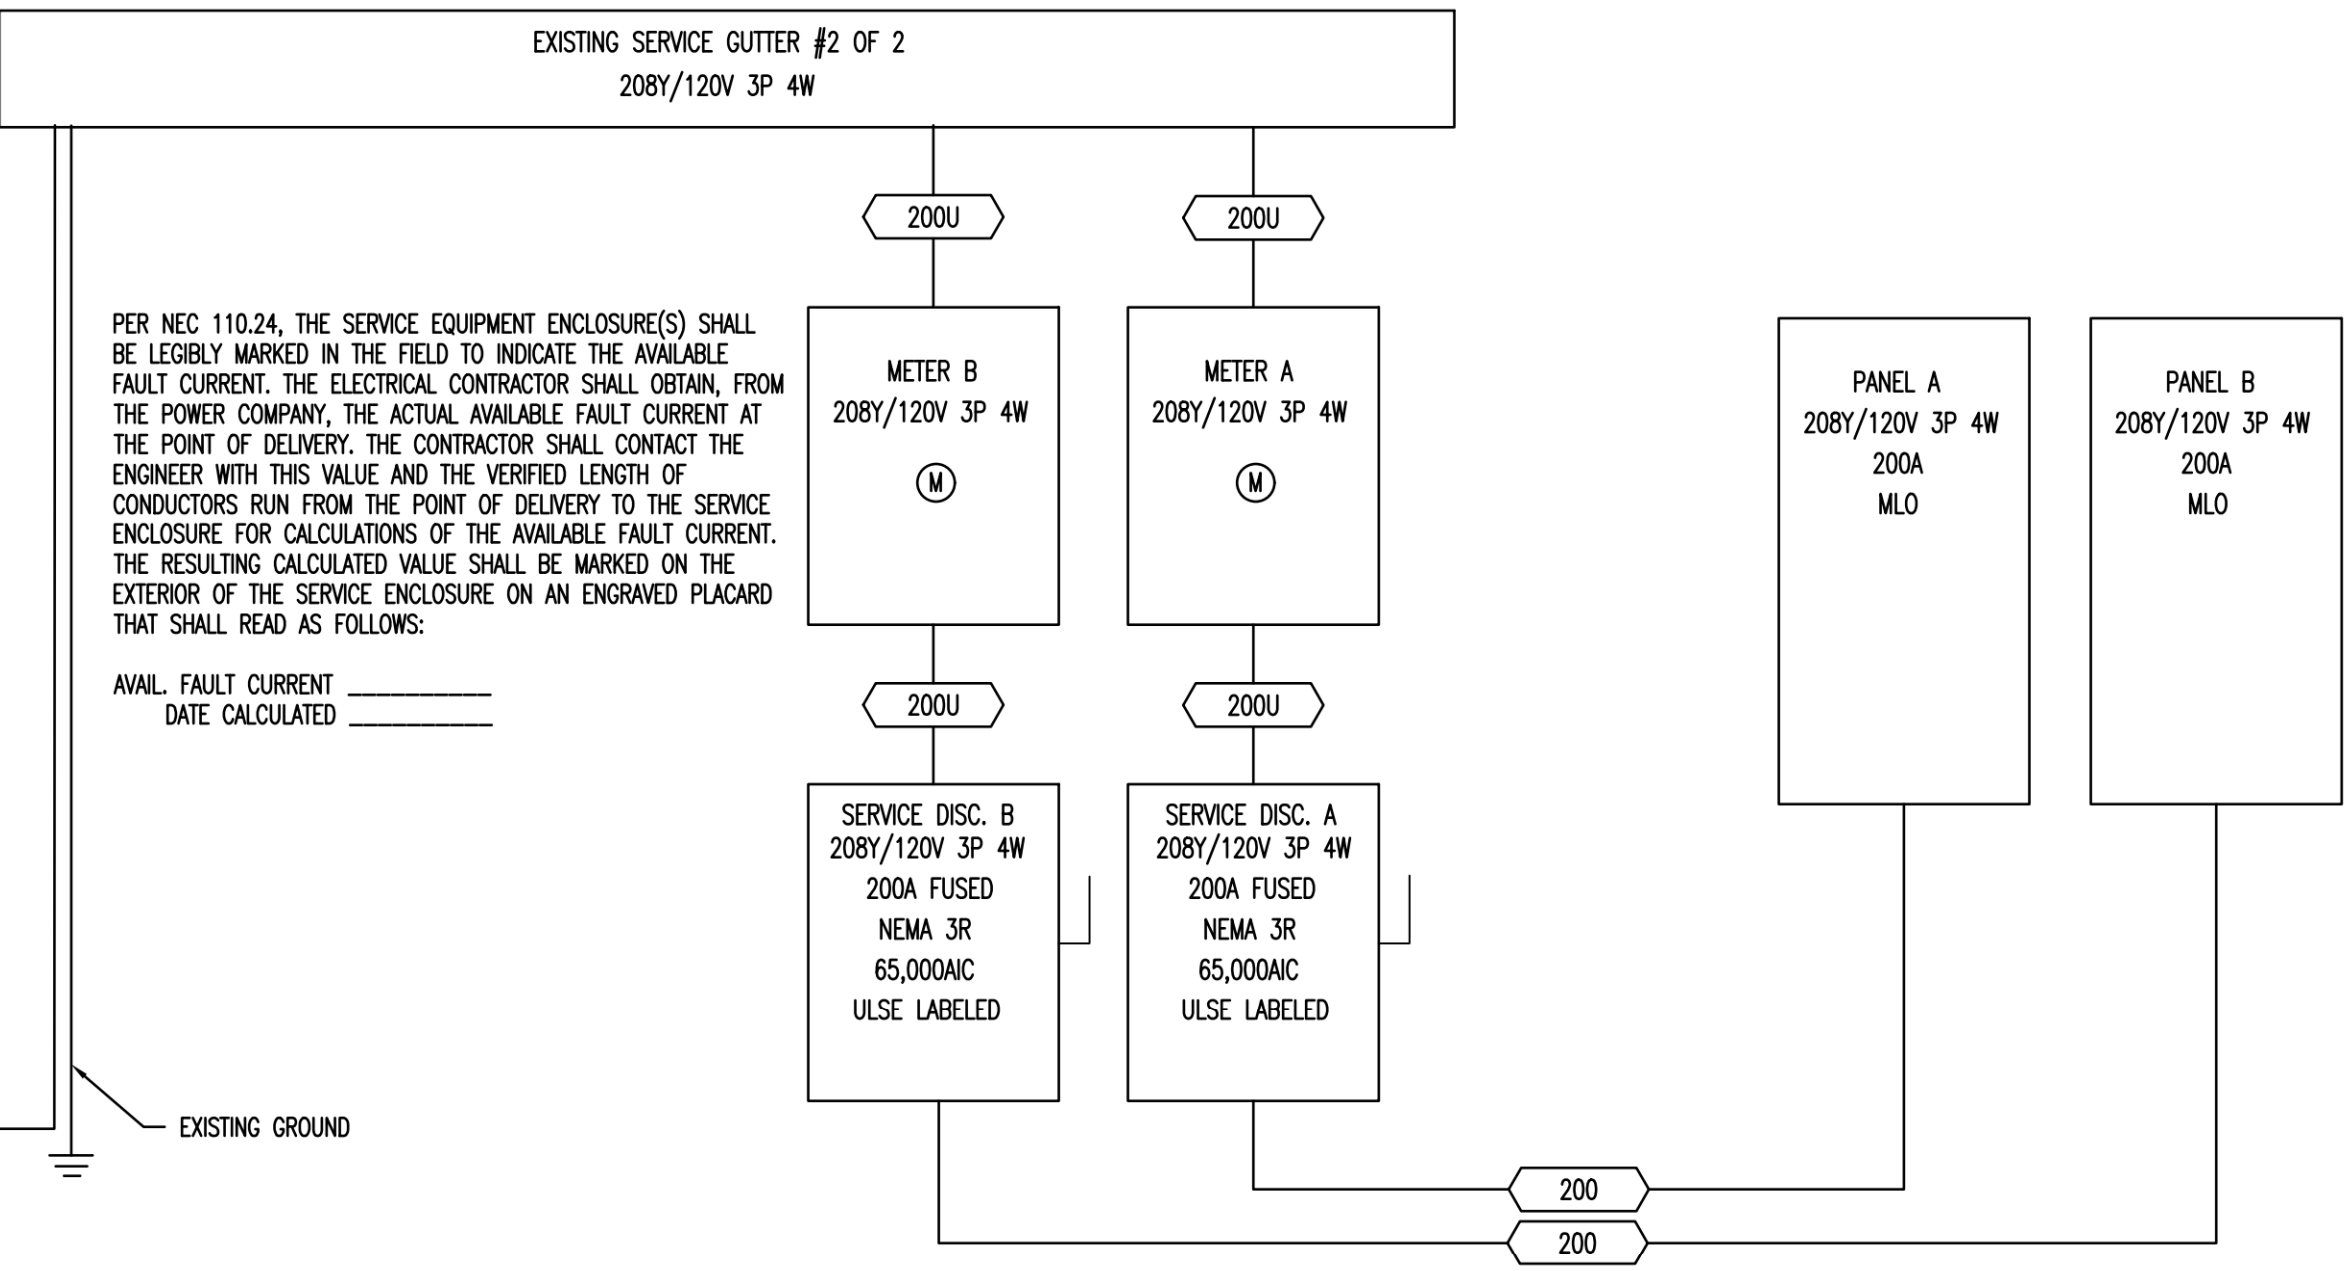 EXISTING SERVICE GUTTER #2 OF 2
208Y/120V 3P 4W
200U
200U
PER NEC 110.24, THE SERVICE EQUIPMENT ENCLOSURE(S) SHALL
BE LEGIBLY MARKED IN THE FIELD TO INDICATE THE AVAILABLE
FAULT CURRENT. THE ELECTRICAL CONTRACTOR SHALL OBTAIN, FROM
THE POWER COMPANY, THE ACTUAL AVAILABLE FAULT CURRENT AT
THE POINT OF DELIVERY. THE CONTRACTOR SHALL CONTACT THE
ENGINEER WITH THIS VALUE AND THE VERIFIED LENGTH OF
CONDUCTORS RUN FROM THE POINT OF DELIVERY TO THE SERVICE
ENCLOSURE FOR CALCULATIONS OF THE AVAILABLE FAULT CURRENT.
THE RESULTING CALCULATED VALUE SHALL BE MARKED ON THE
EXTERIOR OF THE SERVICE ENCLOSURE ON AN ENGRAVED PLACARD
THAT SHALL READ AS FOLLOWS:
AVAIL. FAULT CURRENT __________
DATE CALCULATED __________
METER B
208Y/120V 3P 4W
M
METER A
208Y/120V 3P 4W
M
PANEL A
208Y/120V 3P 4W
200A
MLO
PANEL B
208Y/120V 3P 4W
200A
MLO
200U
200U
SERVICE DISC. B
208Y/120V 3P 4W
200A FUSED
NEMA 3R
65,000AIC
ULSE LABELED
SERVICE DISC. A
208Y/120V 3P 4W
200A FUSED
NEMA 3R
65,000AIC
ULSE LABELED
EXISTING GROUND
200
200